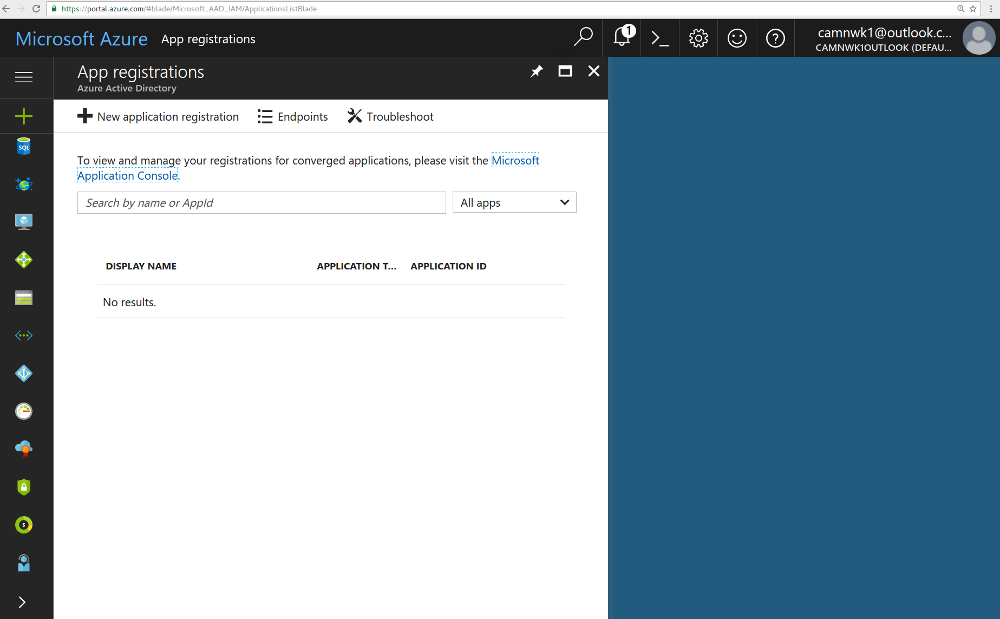 https://portal.azure.com/#blade/Microsoft_AAD_IAM/ApplicationsListBlade
Microsoft Azure App registrations
1
camnwk1@outlook.c...
CAMNWK1OUTLOOK (DEFAU...
App registrations
Azure Active Directory
New application registration Endpoints Troubleshoot
SQL
To view and manage your registrations for converged applications, please visit the Microsoft
Application Console.
Search by name or AppId All apps
DISPLAY NAME APPLICATION T... APPLICATION ID
No results.